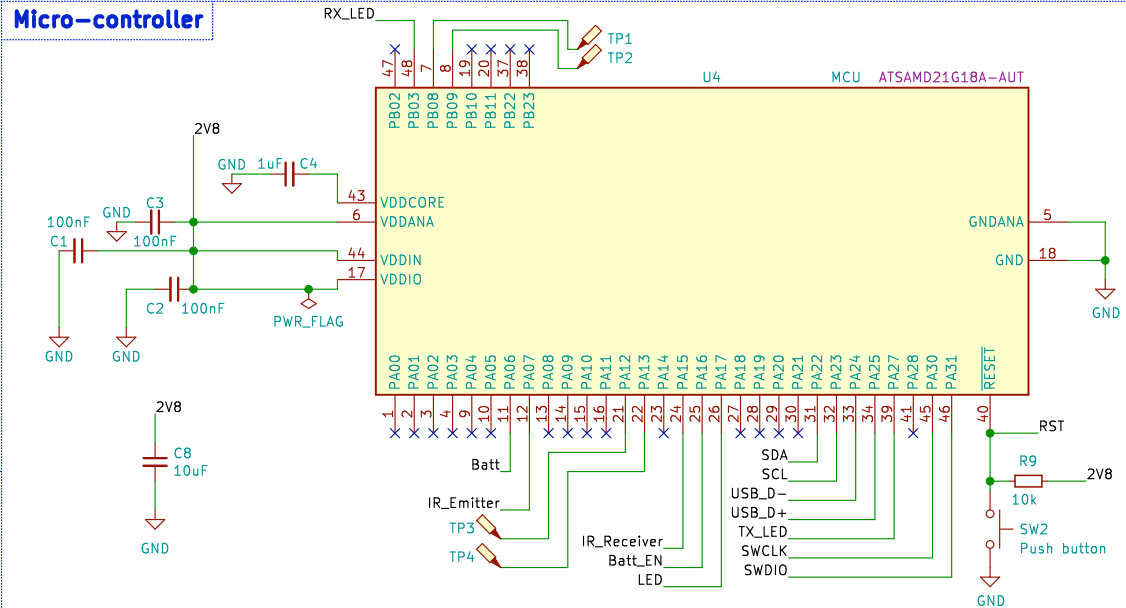 Micro-controller
RX_LED
TP1
TP2
47 48 7 8 19 20 37 38
U4 MCU ATSAMD21G18A-AUT
PB02 PB03 PB08 PB09 PB10 PB11 PB22 PB23
2V8
GND 1uF C4
43 VDDCORE
6 VDDANA
44 VDDIN
17 VDDIO
GND C3
100nF
100nF
C1
C2 100nF
PWR_FLAG
GND
GND
GNDANA 5
GND 18
GND
PA00 PA01 PA02 PA03 PA04 PA05 PA06 PA07 PA08 PA09 PA10 PA11 PA12 PA13 PA14 PA15 PA16 PA17 PA18 PA19 PA20 PA21 PA22 PA23 PA24 PA25 PA27 PA28 PA30 PA31 RESET
1 2 3 4 9 10 11 12 13 14 15 16 21 22 23 24 25 26 27 28 29 30 31 32 33 34 39 41 45 46 40
2V8
C8
10uF
GND
Batt
IR_Emitter
TP3
TP4
IR_Receiver
Batt_EN
LED
SDA
SCL
USB_D-
USB_D+
TX_LED
SWCLK
SWDIO
RST
R9
2V8
10k
SW2
Push button
GND